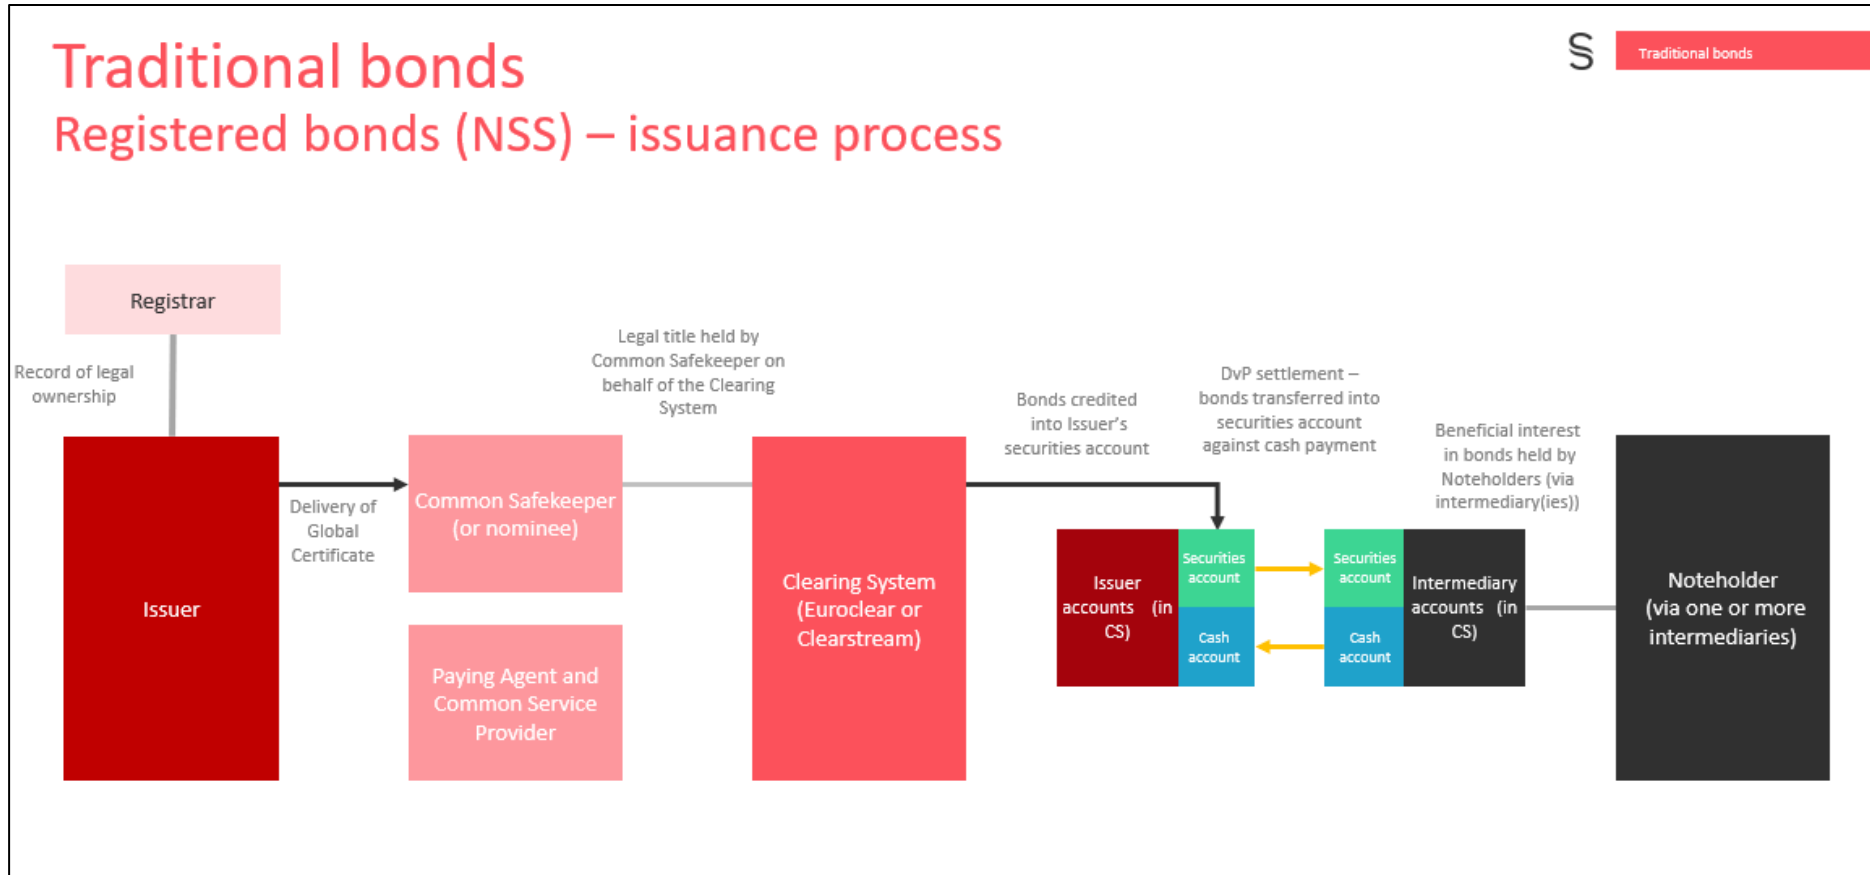 Traditional bonds
Registered bonds (NSS) – issuance process
S
Traditional bonds
Registrar
Record of legal
ownership
Issuer
Delivery of
Global
Certificate
Common Safekeeper
(or nominee)
Paying Agent and
Common Service
Provider
Legal title held by
Common Safekeeper on
behalf of the Clearing
System
Clearing System
(Euroclear or
Clearstream)
Bonds credited
into Issuer's
securities account
Issuer
accounts (in
CS)
Securities
account
Cash
account
DvP settlement –
bonds transferred into
securities account
against cash payment
Securities
account
Cash
account
Intermediary
accounts (in
CS)
Beneficial interest
in bonds held by
Noteholders (via
intermediary(ies))
Noteholder
(via one or more
intermediaries)